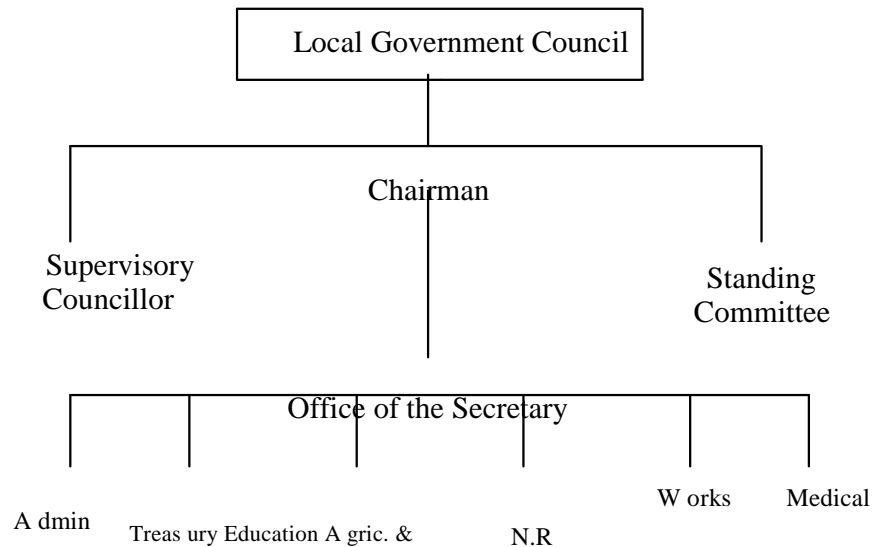 Local Government Council
Chairman
Supervisory
Councillor
Standing
Committee
Office of the Secretary
A dmin
Treas ury Education A gric. &
N.R
W orks
Medical